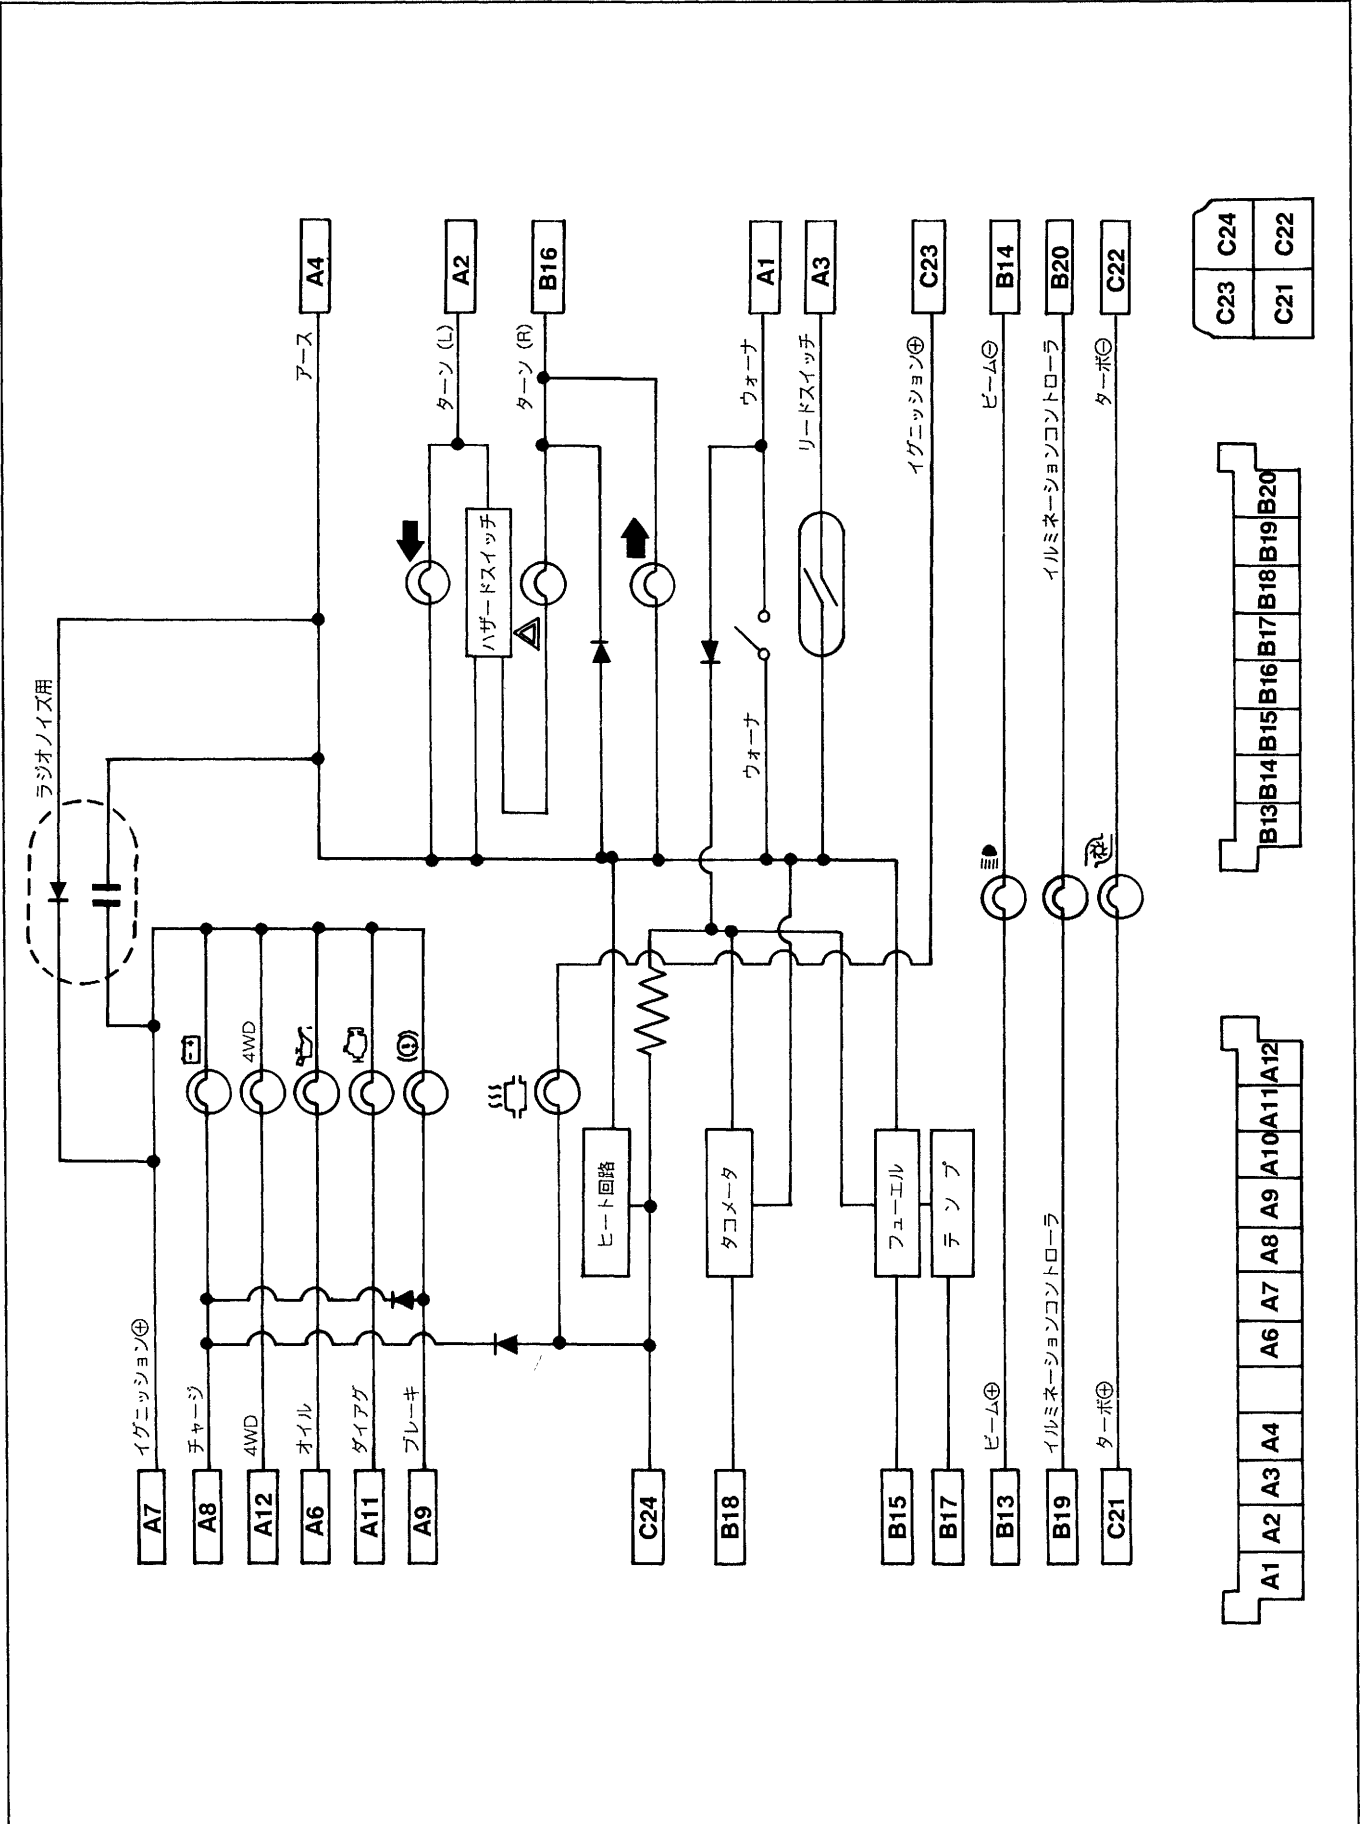 A7 イグニッション⊕
A8 チャージ
A12 4WD
A6 オイル
A11 ダイアグ
A9 ブレーキ
C24
B18
B15
B17
B13 ビーム⊕
B19 イルミネーションコントローラ
C21 ターボ⊕
4WD
ヒート回路
タコメータ
フューエル
テンプ
ラジオノイズ用
ハザードスイッチ
ウォーナ
アース A4
ターン (L) A2
ターン (R) B16
ウォーナ A1
リードスイッチ A3
イグニッション⊕ C23
ビーム⊖ B14
イルミネーションコントローラ B20
ターボ⊖ C22
A1 A2 A3 A4 A6 A7 A8 A9 A10 A11 A12
B13 B14 B15 B16 B17 B18 B19 B20
C23 C24
C21 C22